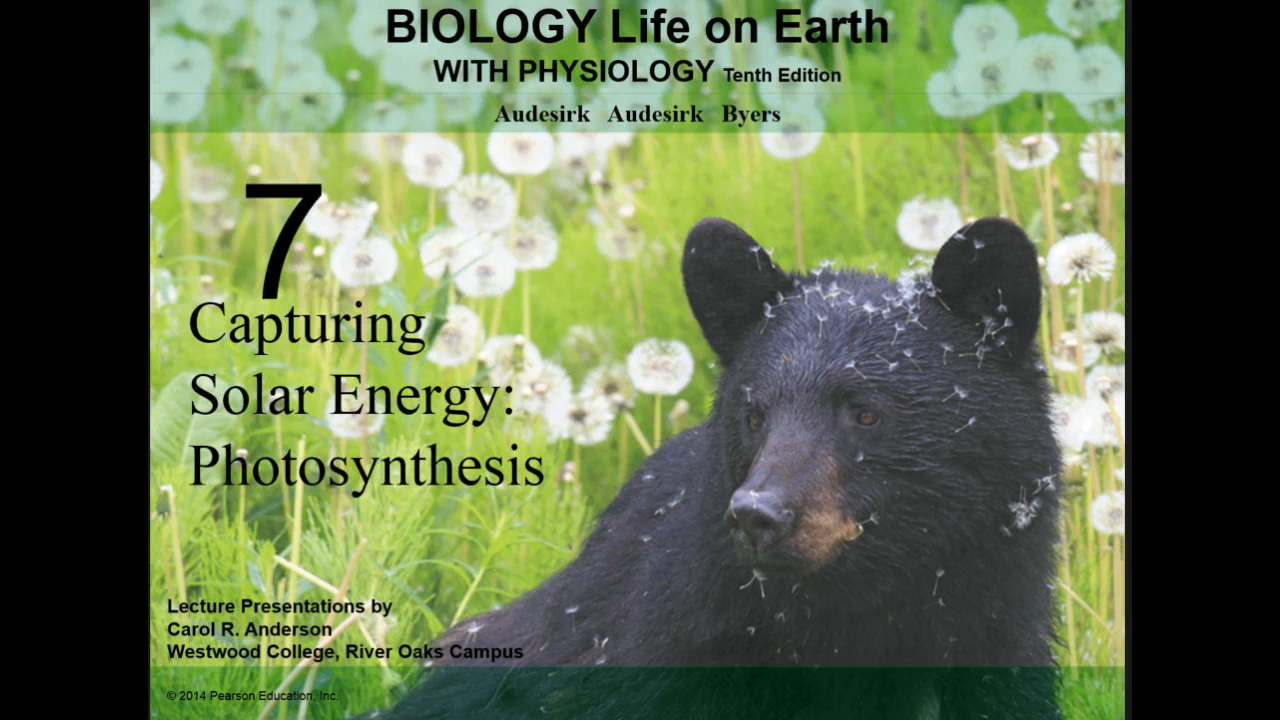 BIOLOGY Life on Earth
WITH PHYSIOLOGY Tenth Edition
Audesirk Audesirk Byers
7
Capturing
Solar Energy:
Photosynthesis
Lecture Presentations by
Carol R. Anderson
Westwood College, River Oaks Campus
© 2014 Pearson Education, Inc.